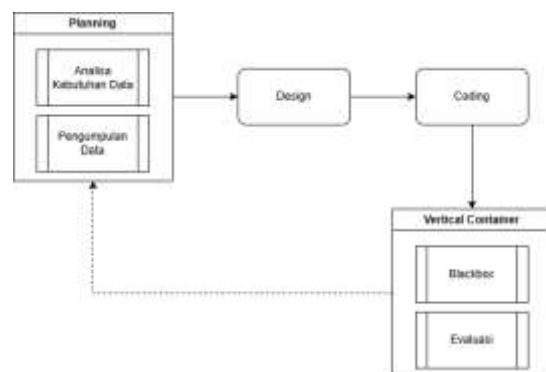 Planning
Analisa
Kebutuhan Data
Pengumpulan
Data
Design
Coding
Vertical Container
Blackbox
Evaluasi